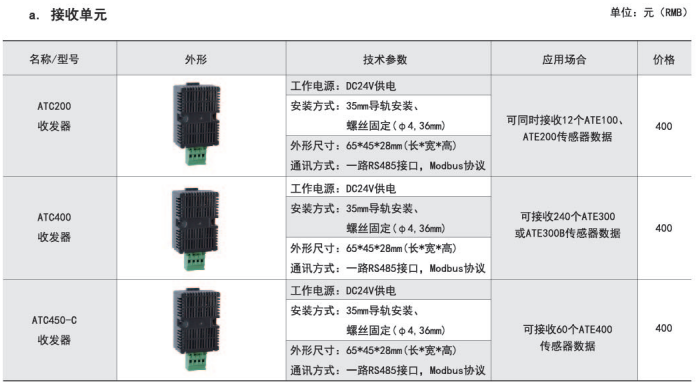 a. 接收单元
单位：元（RMB）
名称/型号 外形 技术参数 应用场合 价格
ATC200
收发器
工作电源：DC24V供电
安装方式：35mm导轨安装、
螺丝固定(φ4,36mm)
外形尺寸：65*45*28mm(长*宽*高)
通讯方式：一路RS485接口，Modbus协议
可同时接收12个ATE100、
ATE200传感器数据
400
ATC400
收发器
工作电源：DC24V供电
安装方式：35mm导轨安装、
螺丝固定(φ4,36mm)
外形尺寸：65*45*28mm(长*宽*高)
通讯方式：一路RS485接口，Modbus协议
可接收240个ATE300
或ATE300B传感器数据
400
ATC450-C
收发器
工作电源：DC24V供电
安装方式：35mm导轨安装、
螺丝固定(φ4,36mm)
外形尺寸：65*45*28mm(长*宽*高)
通讯方式：一路RS485接口，Modbus协议
可接收60个ATE400
传感器数据
400